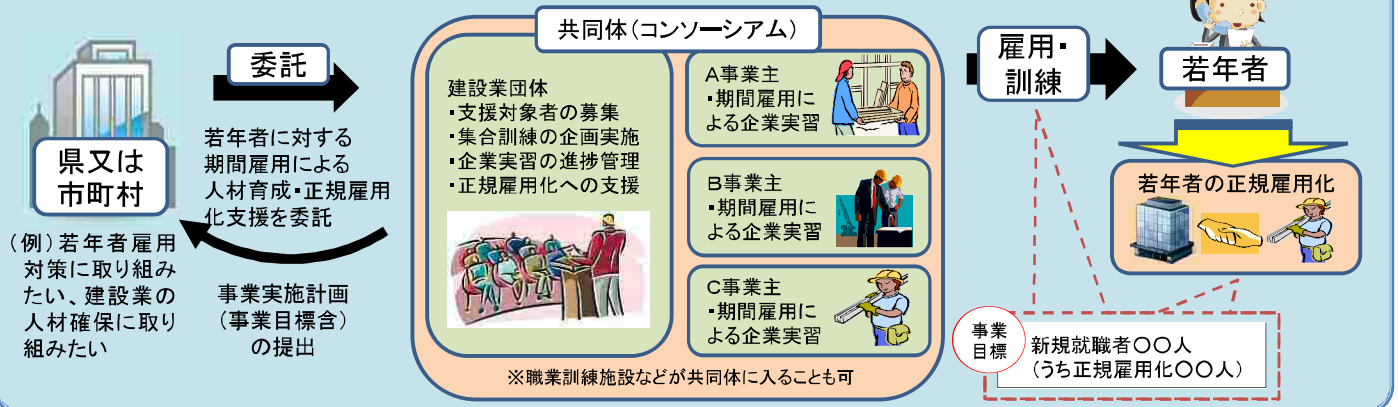 県又は
市町村
(例)若年者雇用
対策に取り組み
たい、建設業の
人材確保に取り
組みたい
委託
若年者に対する
期間雇用による
人材育成・正規雇用
化支援を委託
事業実施計画
(事業目標含)
の提出
共同体(コンソーシアム)
建設業団体
・支援対象者の募集
・集合訓練の企画実施
・企業実習の進捗管理
・正規雇用化への支援
A事業主
・期間雇用に
よる企業実習
B事業主
・期間雇用に
よる企業実習
C事業主
・期間雇用に
よる企業実習
※職業訓練施設などが共同体に入ることも可
雇用・
訓練
若年者
若年者の正規雇用化
事業
目標
新規就職者〇〇人
(うち正規雇用化〇〇人)